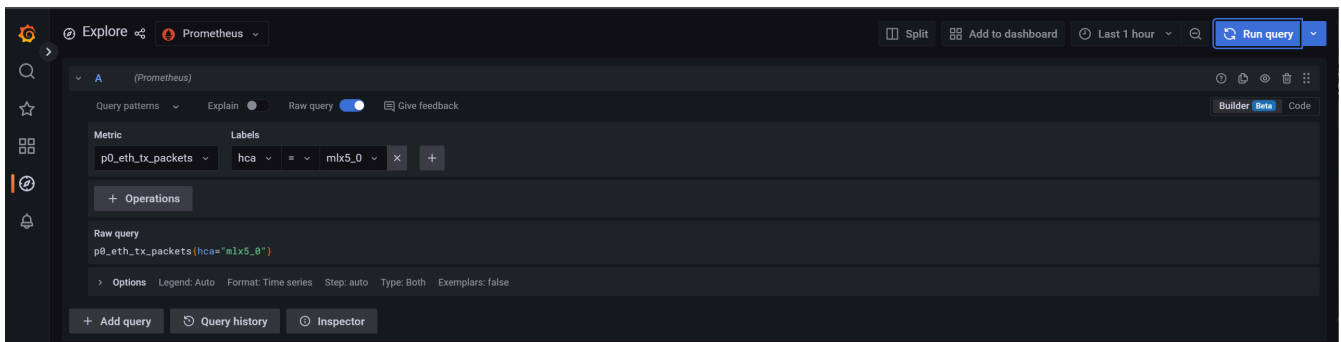 Explore Prometheus Split Add to dashboard Last 1 hour Run query
A (Prometheus)
Query patterns Explain Raw query Give feedback Builder Beta Code
Metric Labels
p0_eth_tx_packets hca = mlx5_0 × +
+ Operations
Raw query
p0_eth_tx_packets{hca="mlx5_0"}
> Options Legend: Auto Format: Time series Step: auto Type: Both Exemplars: false
+ Add query Query history Inspector